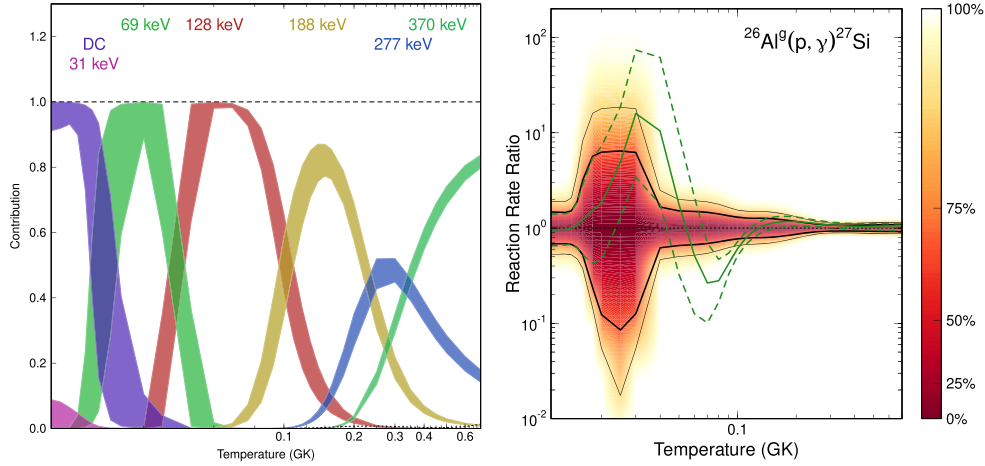 69 keV 128 keV 188 keV 370 keV
DC 277 keV
31 keV
1.2
1.0
0.8
0.6
0.4
0.2
0.0
0.1 0.2 0.3 0.4 0.6
Contribution
Temperature (GK)
²⁶Alᵍ(p, γ)²⁷Si
10²
10¹
10⁰
10⁻¹
10⁻²
0.1
Reaction Rate Ratio
Temperature (GK)
100%
75%
50%
25%
0%